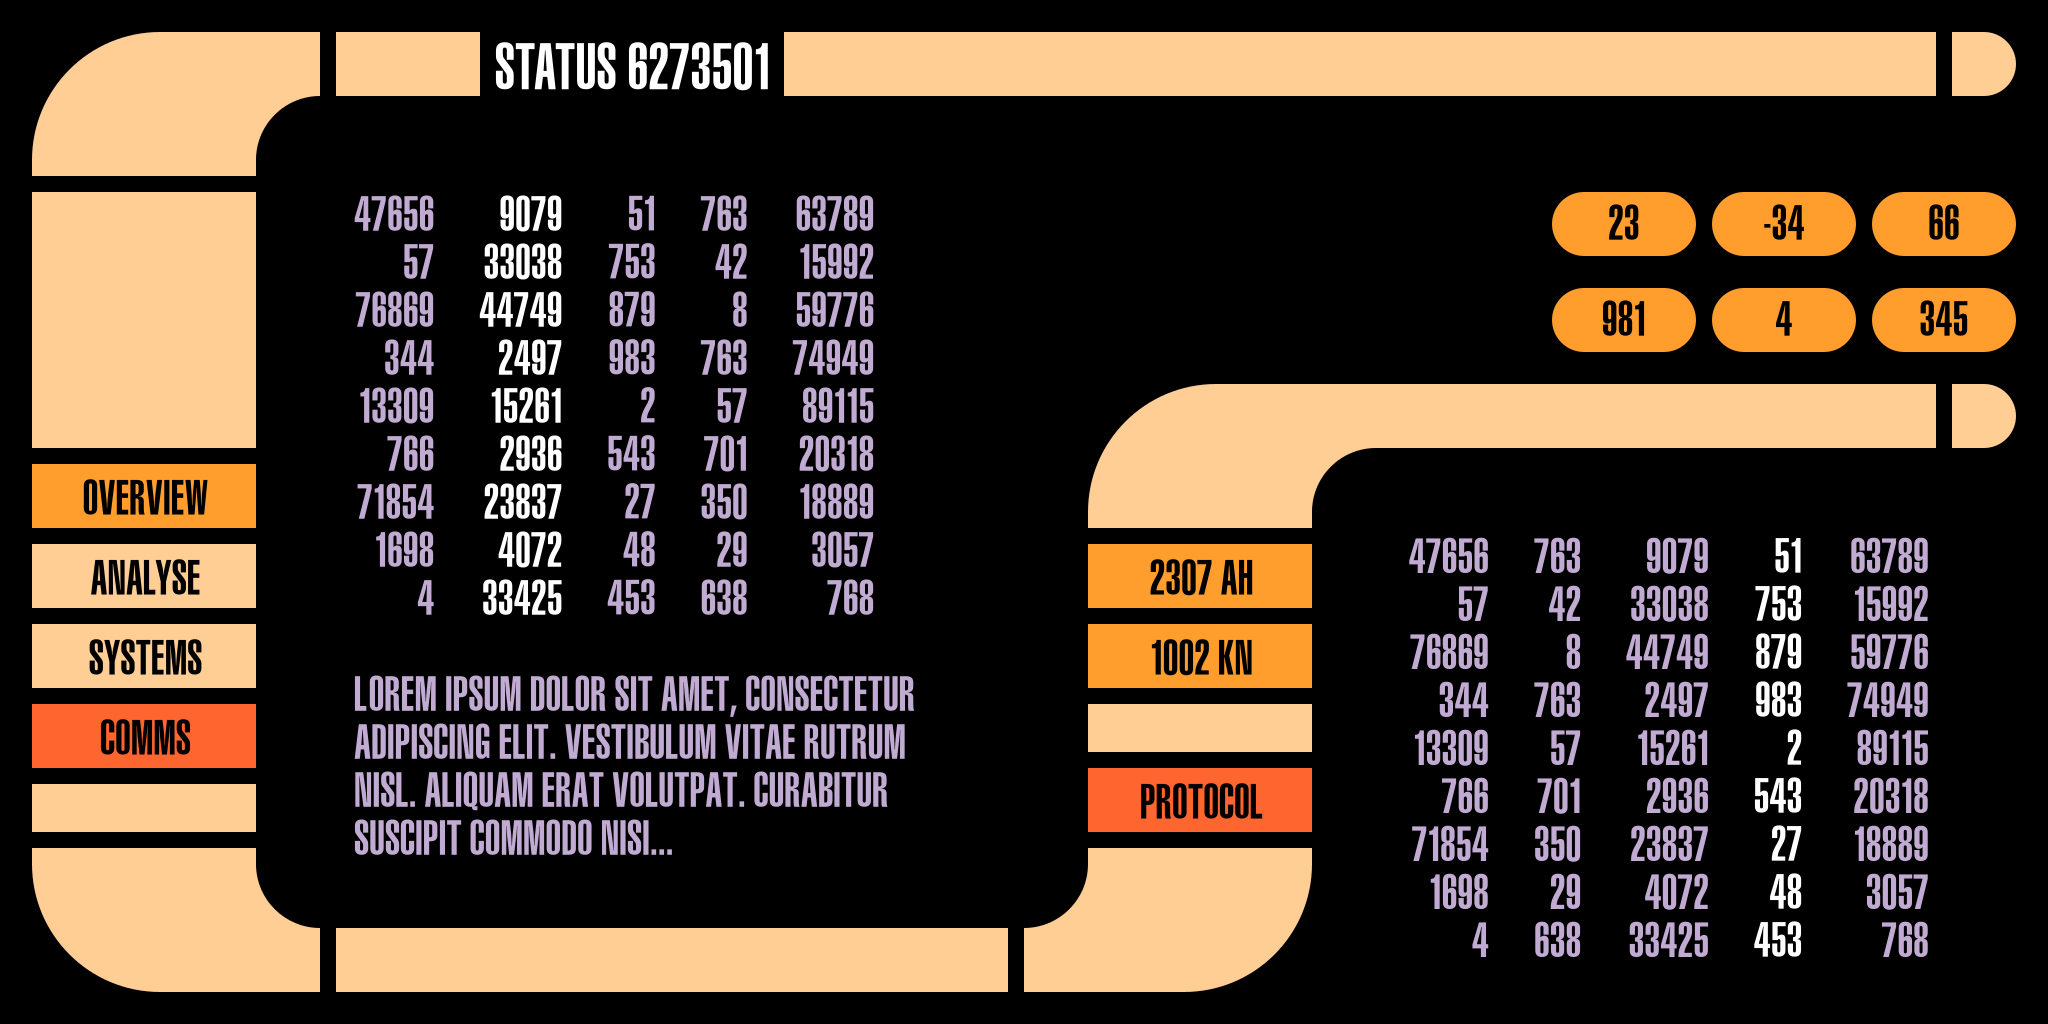 STATUS 6273501
47656 9079 51 763 63789
57 33038 753 42 15992
76869 44749 879 8 59776
344 2497 983 763 74949
13309 15261 2 57 89115
766 2936 543 701 20318
71854 23837 27 350 18889
1698 4072 48 29 3057
4 33425 453 638 768
LOREM IPSUM DOLOR SIT AMET, CONSECTETUR
ADIPISCING ELIT. VESTIBULUM VITAE RUTRUM
NISL. ALIQUAM ERAT VOLUTPAT. CURABITUR
SUSCIPIT COMMODO NISI...
OVERVIEW
ANALYSE
SYSTEMS
COMMS
23 -34 66
981 4 345
2307 AH
1002 KN
PROTOCOL
47656 763 9079 51 63789
57 42 33038 753 15992
76869 8 44749 879 59776
344 763 2497 983 74949
13309 57 15261 2 89115
766 701 2936 543 20318
71854 350 23837 27 18889
1698 29 4072 48 3057
4 638 33425 453 768